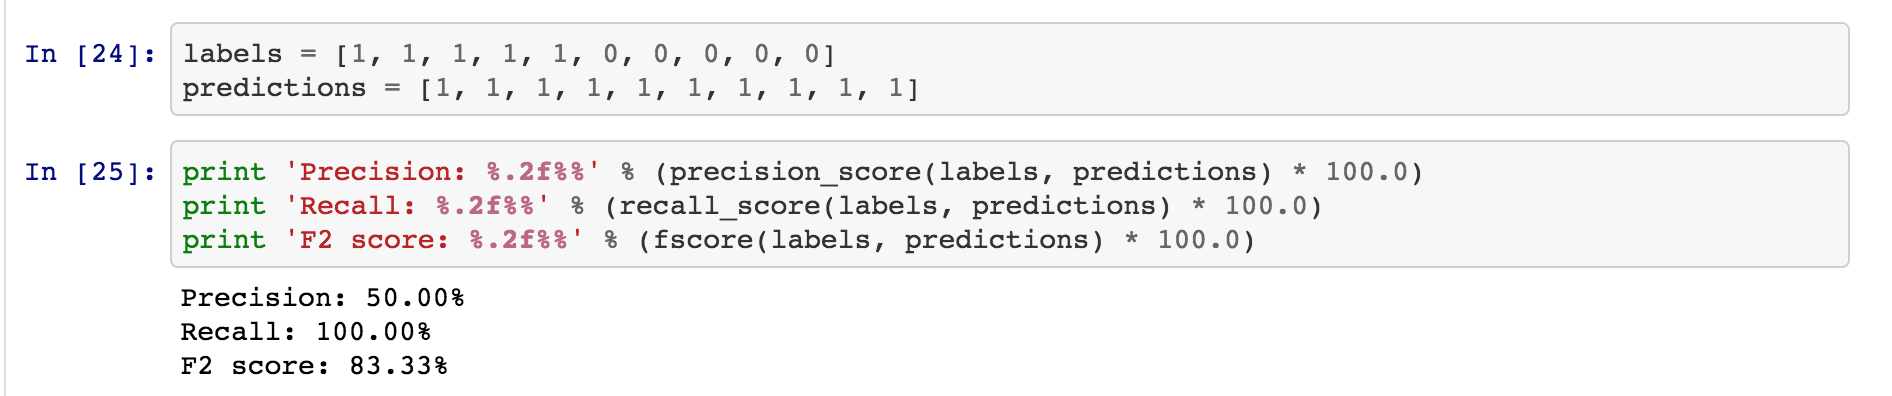 In [24]: labels = [1, 1, 1, 1, 1, 0, 0, 0, 0, 0]
predictions = [1, 1, 1, 1, 1, 1, 1, 1, 1, 1]
In [25]: print 'Precision: %.2f%%' % (precision_score(labels, predictions) * 100.0)
print 'Recall: %.2f%%' % (recall_score(labels, predictions) * 100.0)
print 'F2 score: %.2f%%' % (fscore(labels, predictions) * 100.0)
Precision: 50.00%
Recall: 100.00%
F2 score: 83.33%